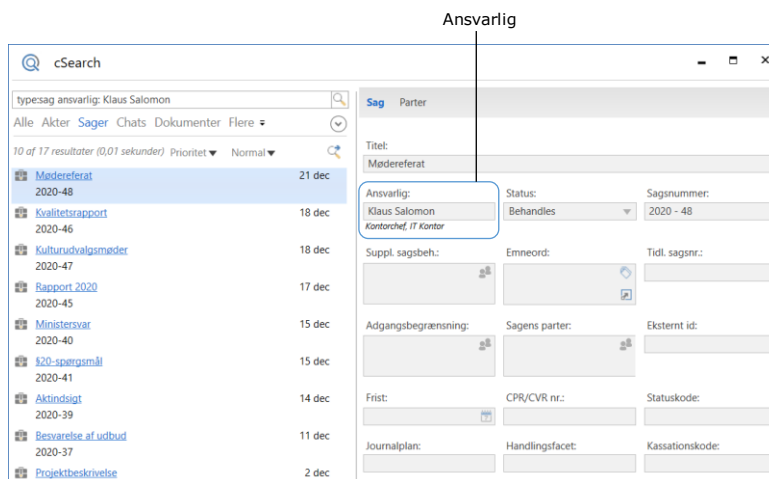 Ansvarlig
cSearch
type:sag ansvarlig: Klaus Salomon
Alle Akter Sager Chats Dokumenter Flere
10 af 17 resultater (0,01 sekunder) Prioritet Normal
Mødereferat 21 dec
2020-48
Kvalitetsrapport 18 dec
2020-46
Kulturudvalgsmøder 18 dec
2020-47
Rapport 2020 17 dec
2020-45
Ministersvar 15 dec
2020-40
§20-spørgsmål 15 dec
2020-41
Aktindsigt 14 dec
2020-39
Besvarelse af udbud 11 dec
2020-37
Projektbeskrivelse 2 dec
Sag Parter
Titel:
Mødereferat
Ansvarlig: Status: Sagsnummer:
Klaus Salomon Behandles 2020 - 48
Kontorchef, IT Kontor
Suppl. sagsbeh.: Emneord: Tidl. sagsnr.:
Adgangsbegrænsning: Sagens parter: Eksternt id:
Frist: CPR/CVR nr.: Statuskode:
Journalplan: Handlingsfacet: Kassationskode: